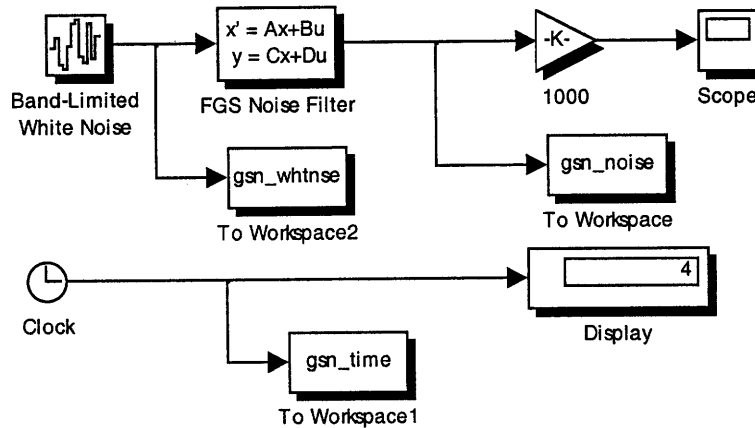 x' = Ax+Bu
y = Cx+Du
-K-
Band-Limited
White Noise
FGS Noise Filter
1000
Scope
gsn_whtnse
gsn_noise
To Workspace2
To Workspace
4
Clock
Display
gsn_time
To Workspace1